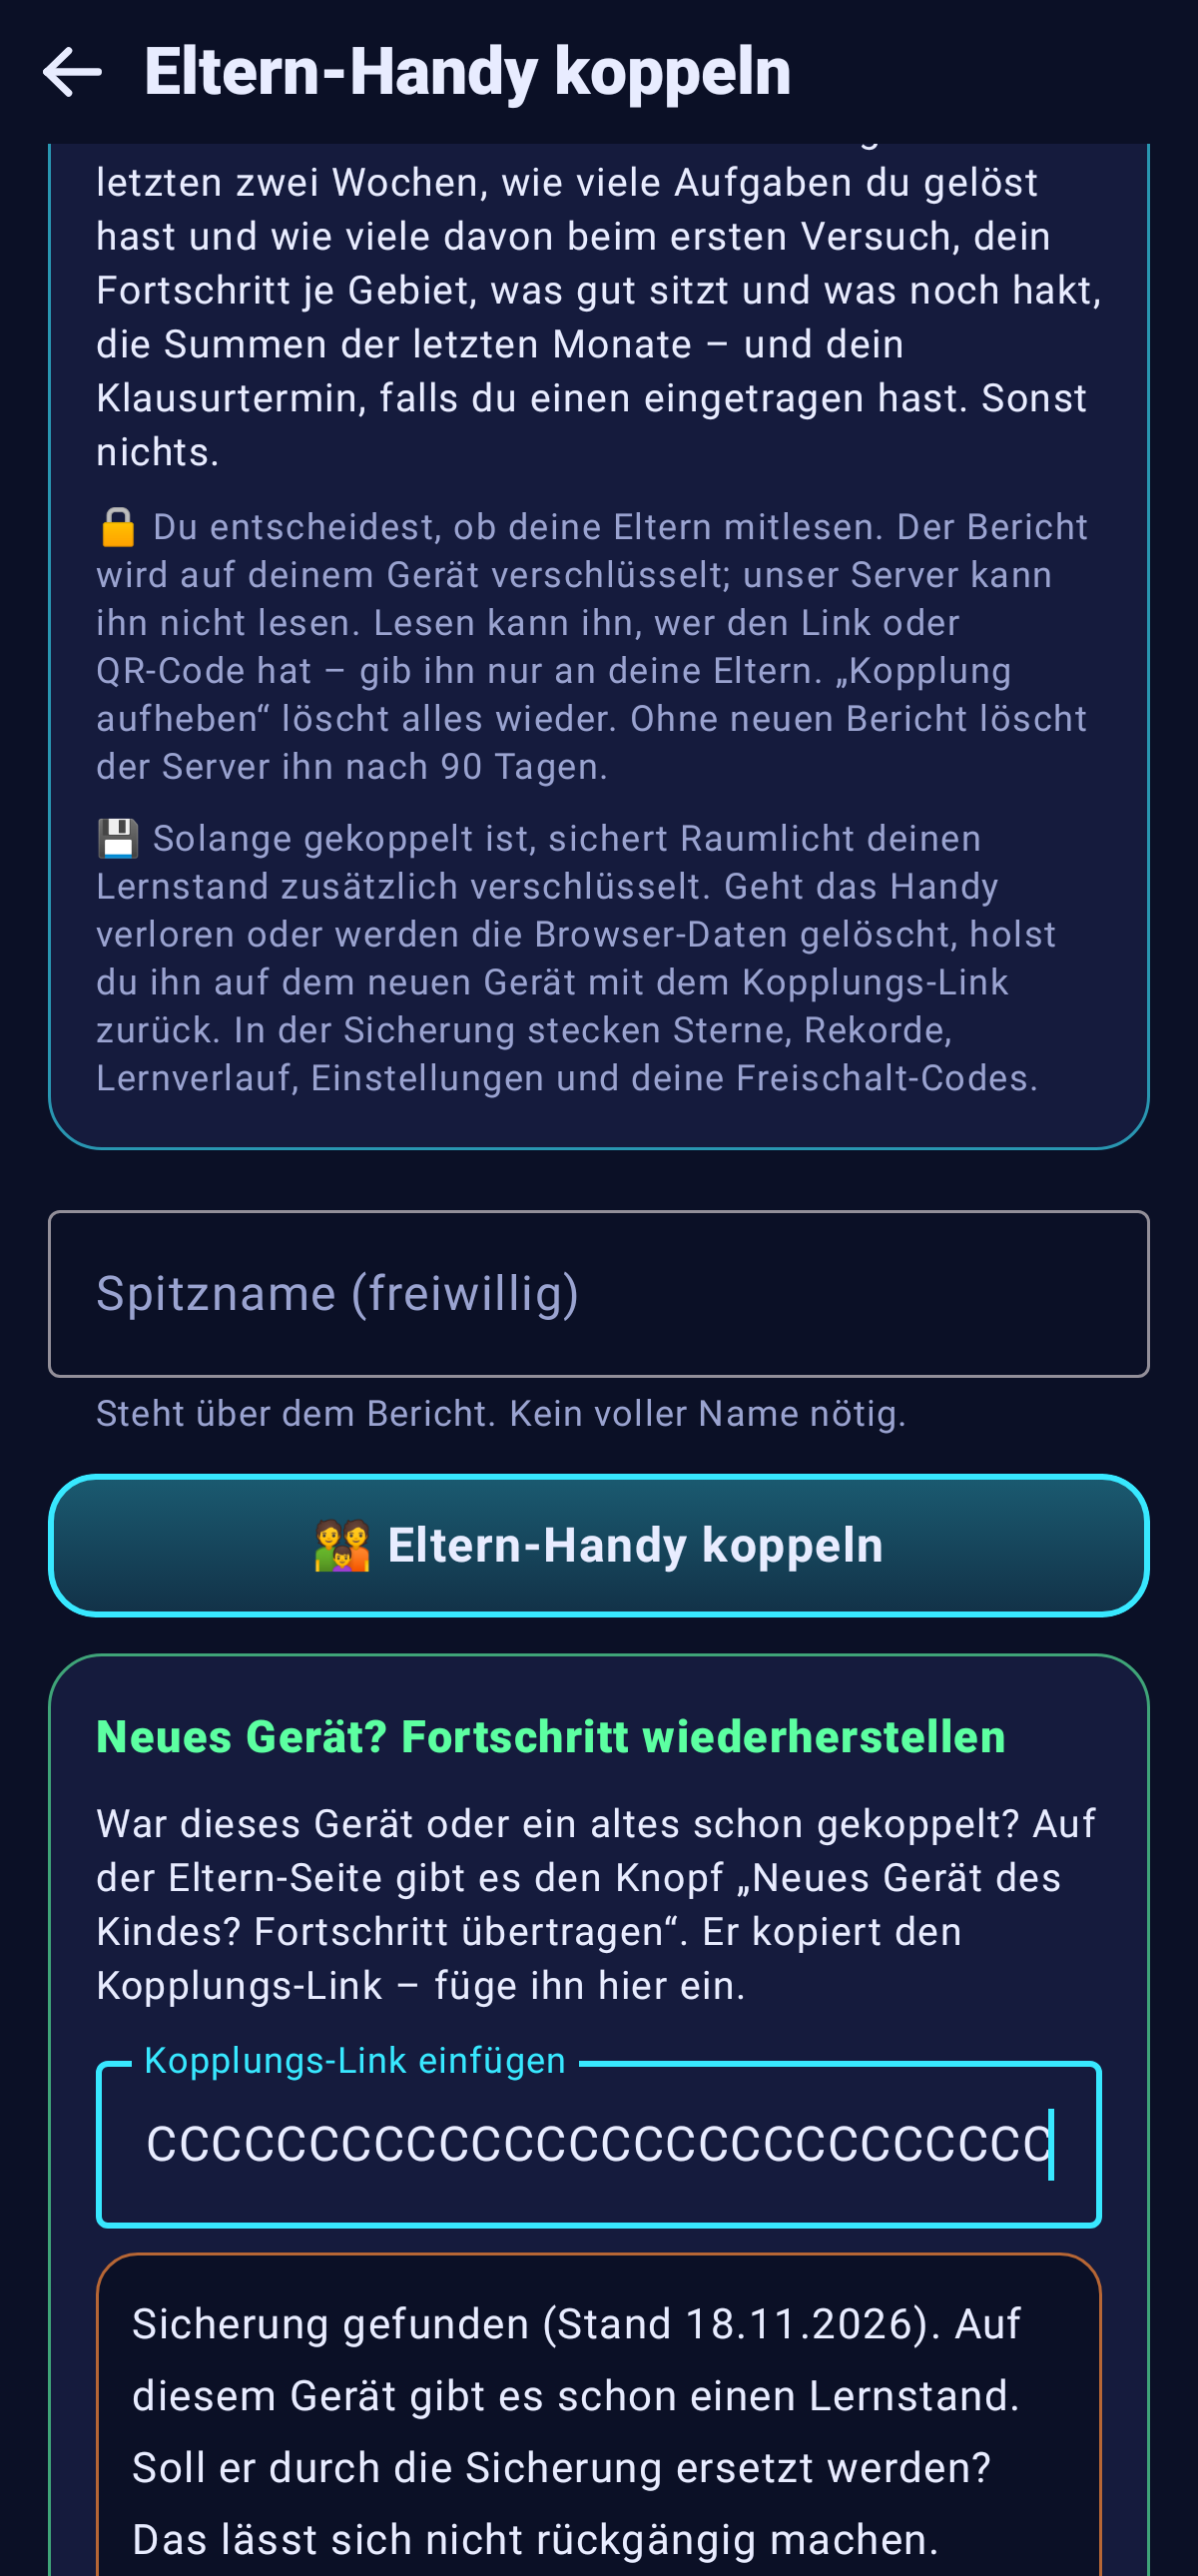 Eltern-Handy koppeln
letzten zwei Wochen, wie viele Aufgaben du gelöst
hast und wie viele davon beim ersten Versuch, dein
Fortschritt je Gebiet, was gut sitzt und was noch hakt,
die Summen der letzten Monate – und dein
Klausurtermin, falls du einen eingetragen hast. Sonst
nichts.
🔒 Du entscheidest, ob deine Eltern mitlesen. Der Bericht
wird auf deinem Gerät verschlüsselt; unser Server kann
ihn nicht lesen. Lesen kann ihn, wer den Link oder
QR-Code hat – gib ihn nur an deine Eltern. „Kopplung
aufheben“ löscht alles wieder. Ohne neuen Bericht löscht
der Server ihn nach 90 Tagen.
💾 Solange gekoppelt ist, sichert Raumlicht deinen
Lernstand zusätzlich verschlüsselt. Geht das Handy
verloren oder werden die Browser-Daten gelöscht, holst
du ihn auf dem neuen Gerät mit dem Kopplungs-Link
zurück. In der Sicherung stecken Sterne, Rekorde,
Lernverlauf, Einstellungen und deine Freischalt-Codes.
Spitzname (freiwillig)
Steht über dem Bericht. Kein voller Name nötig.
👨‍👩‍👦 Eltern-Handy koppeln
Neues Gerät? Fortschritt wiederherstellen
War dieses Gerät oder ein altes schon gekoppelt? Auf
der Eltern-Seite gibt es den Knopf „Neues Gerät des
Kindes? Fortschritt übertragen“. Er kopiert den
Kopplungs-Link – füge ihn hier ein.
Kopplungs-Link einfügen
CCCCCCCCCCCCCCCCCCCCCCCCCCCC
Sicherung gefunden (Stand 18.11.2026). Auf
diesem Gerät gibt es schon einen Lernstand.
Soll er durch die Sicherung ersetzt werden?
Das lässt sich nicht rückgängig machen.